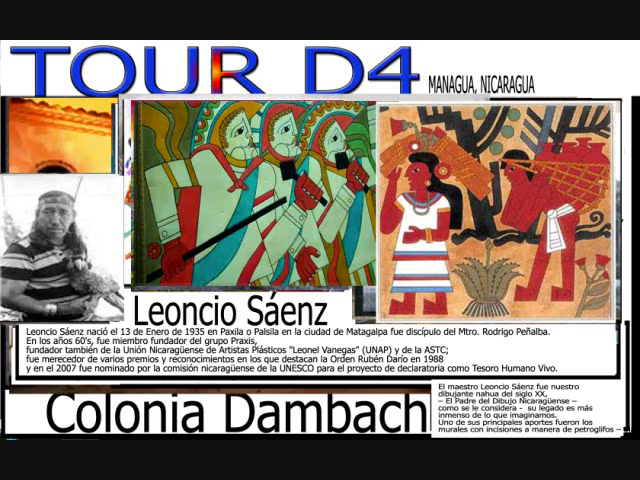 TOUR D4
MANAGUA, NICARAGUA
Leoncio Sáenz
Leoncio Sáenz nació el 13 de Enero de 1935 en Paxila o Palsila en la ciudad de Matagalpa fue discípulo del Mtro. Rodrigo Peñalba.
En los años 60's, fue miembro fundador del grupo Praxis,
fundador también de la Unión Nicaragüense de Artistas Plásticos "Leonel Vanegas" (UNAP) y de la ASTC;
fue merecedor de varios premios y reconocimientos en los que destacan la Orden Rubén Darío en 1988
y en el 2007 fue nominado por la comisión nicaragüense de la UNESCO para el proyecto de declaratoria como Tesoro Humano Vivo.
Colonia Dambach
El maestro Leoncio Sáenz fue nuestro
dibujante nahua del siglo XX,
– El Padre del Dibujo Nicaragüense –
como se le considera - su legado es más
inmenso de lo que imaginamos.
Uno de sus principales aportes fueron los
murales con incisiones a manera de petroglifos –